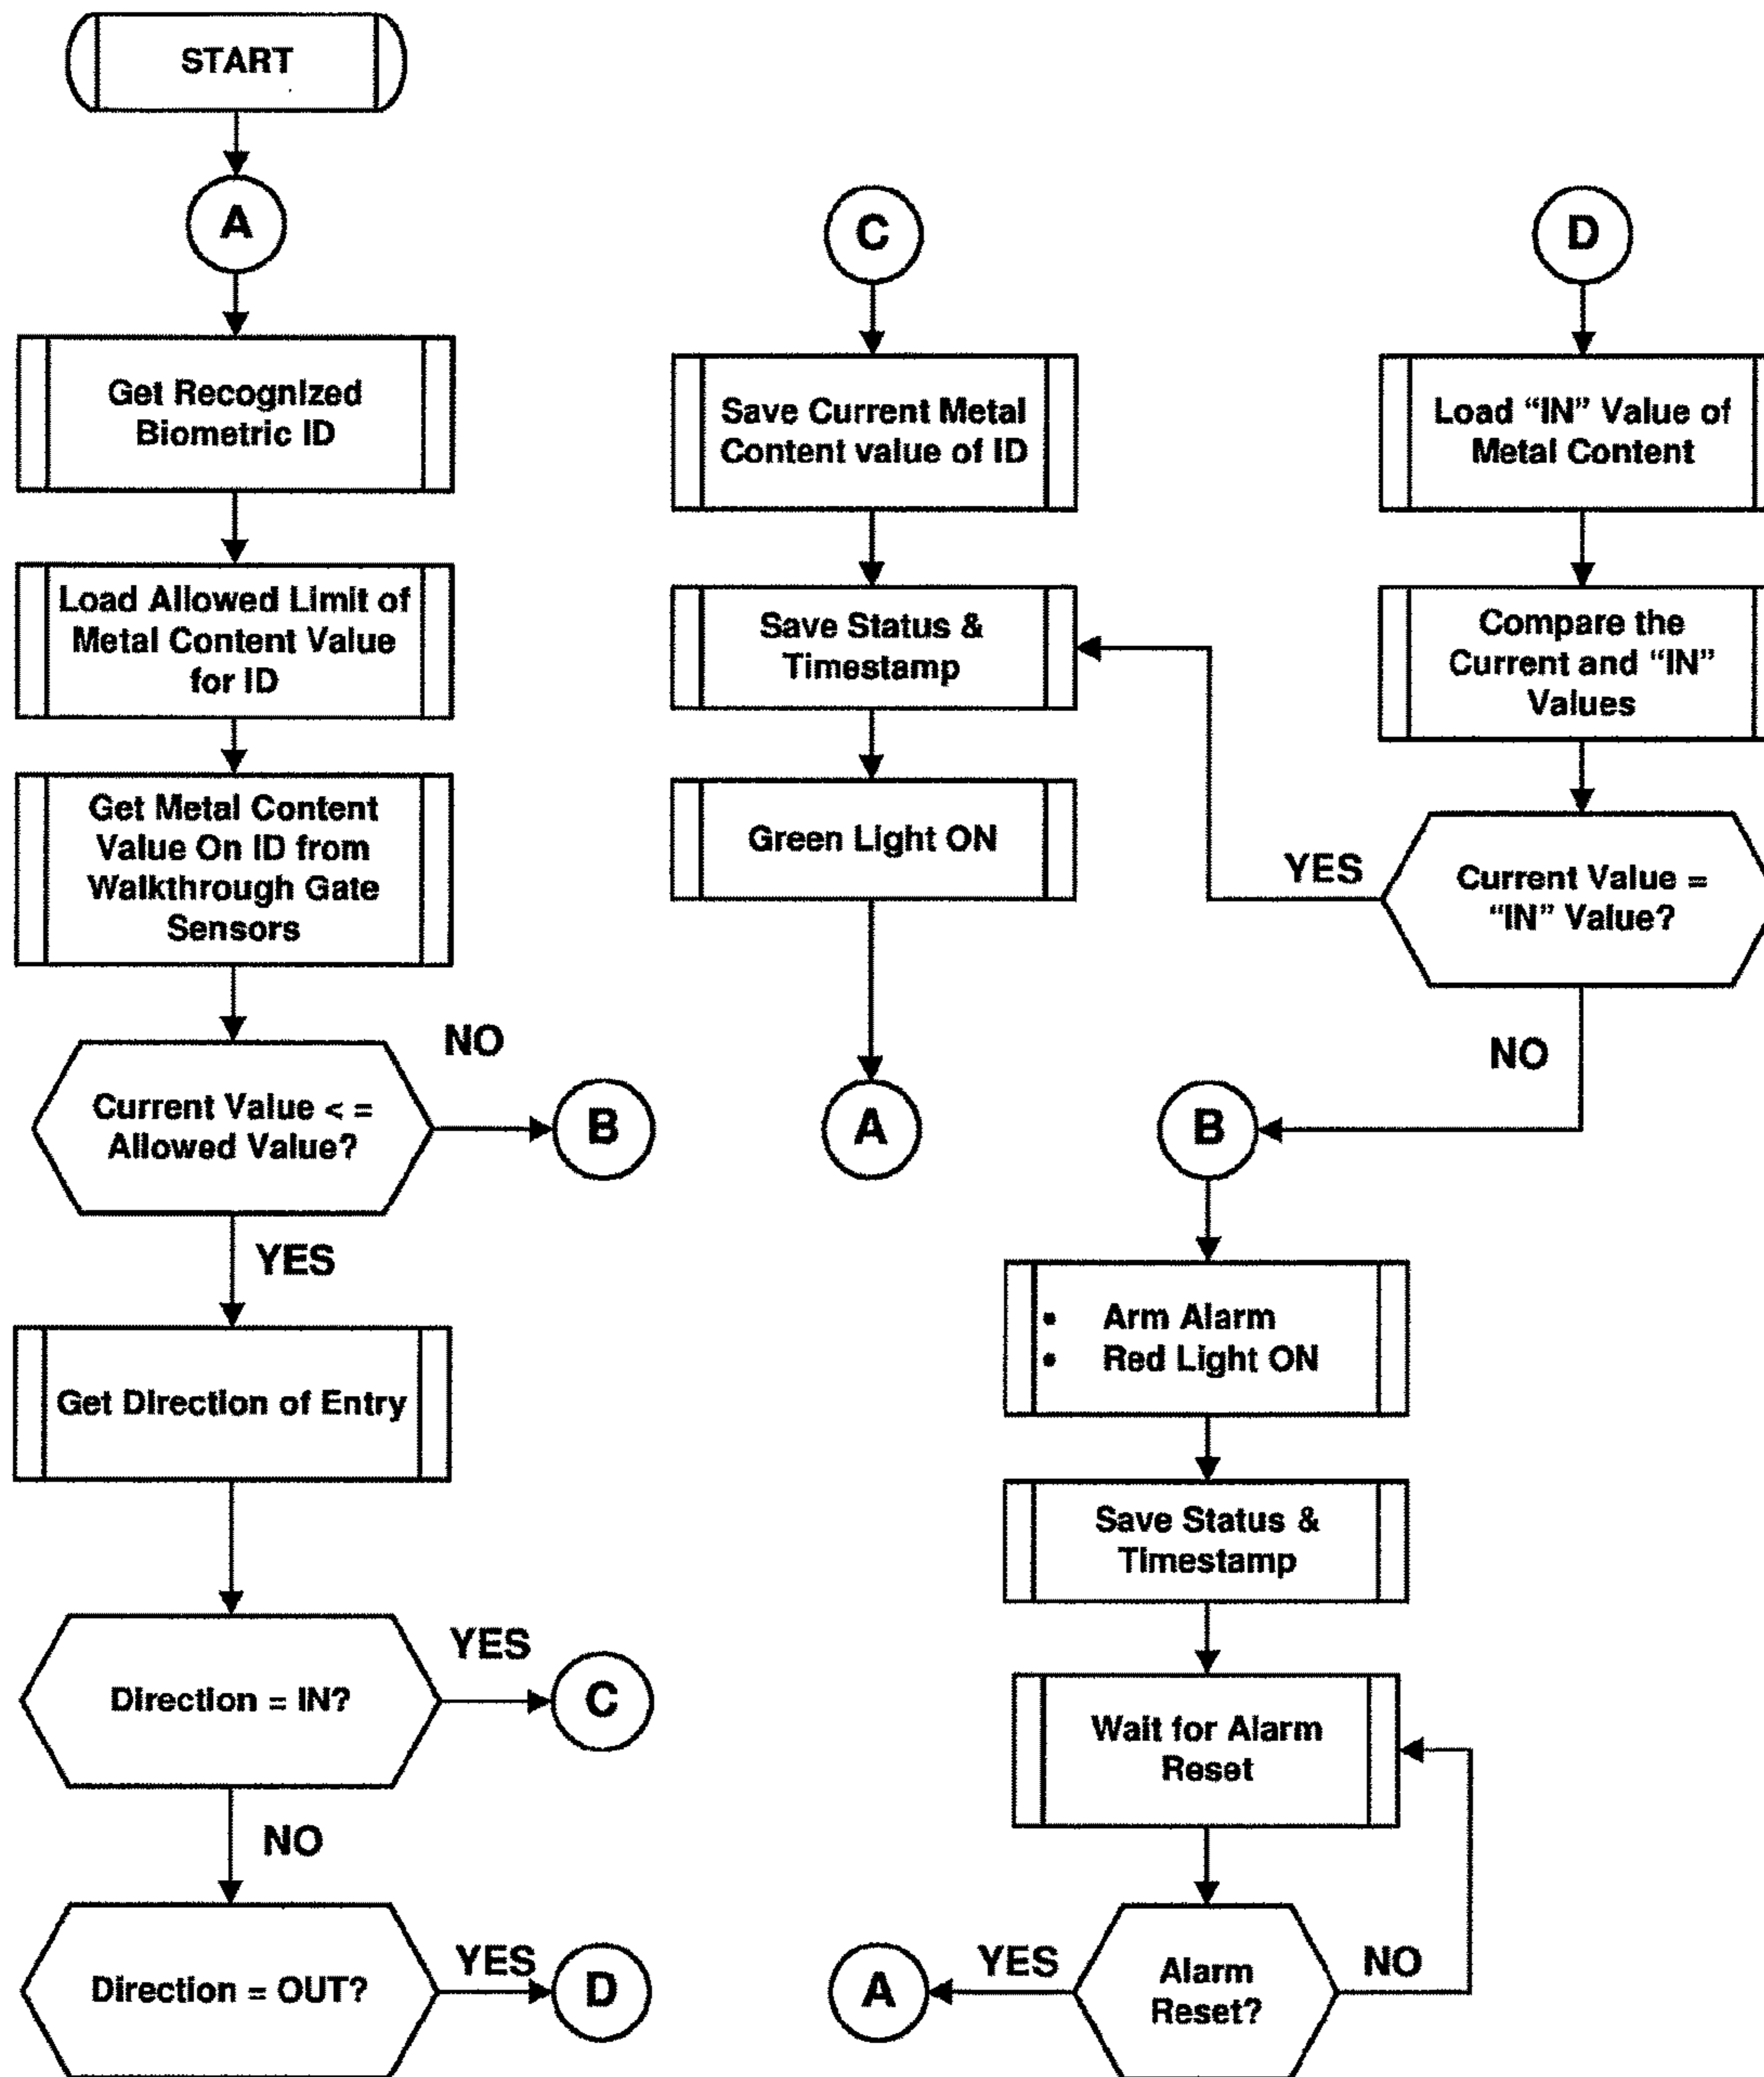 START
A
Get Recognized
Biometric ID
Load Allowed Limit of
Metal Content Value
for ID
Get Metal Content
Value On ID from
Walkthrough Gate
Sensors
NO
Current Value < =
Allowed Value?
B
YES
Get Direction of Entry
YES
Direction = IN?
C
NO
YES
Direction = OUT?
D
C
Save Current Metal
Content value of ID
Save Status &
Timestamp
Green Light ON
A
D
Load “IN” Value of
Metal Content
Compare the
Current and “IN”
Values
YES
Current Value =
“IN” Value?
NO
B
• Arm Alarm
• Red Light ON
Save Status &
Timestamp
Wait for Alarm
Reset
A
YES
Alarm
Reset?
NO